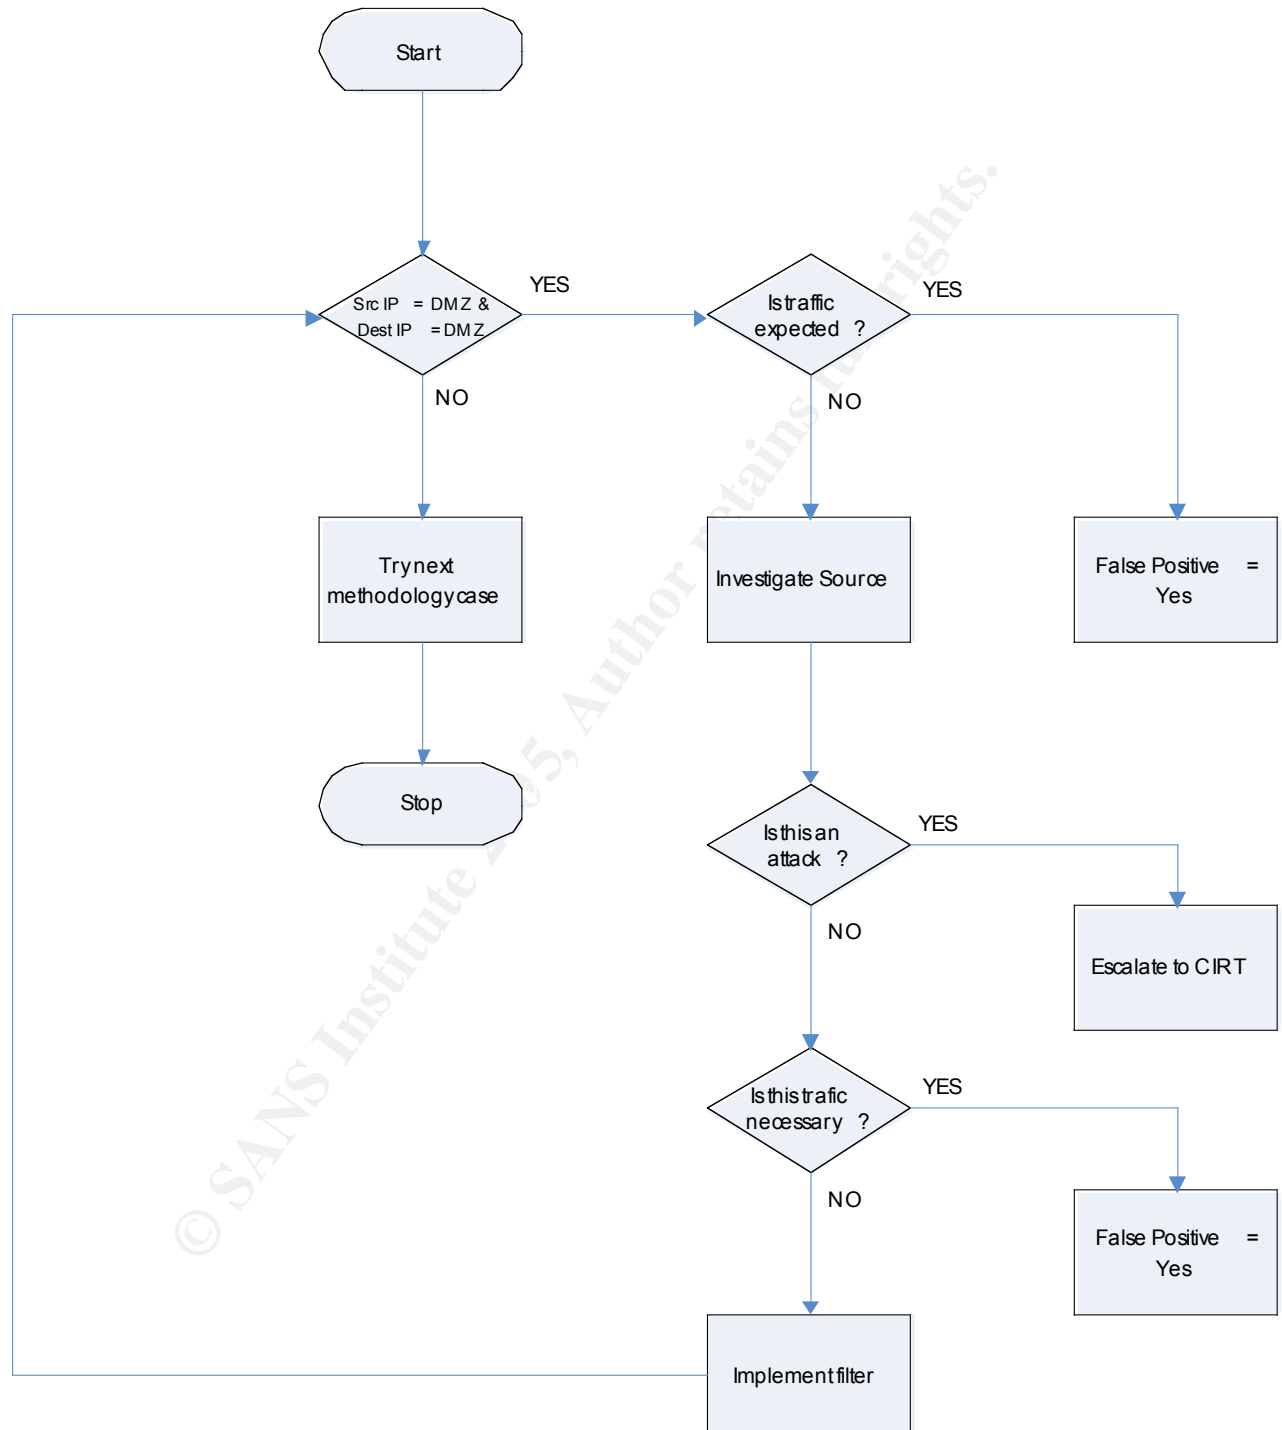 Start
Src IP = DMZ &
Dest IP = DMZ
YES
NO
Is traffic
expected ?
YES
NO
Try next
methodology case
Investigate Source
False Positive =
Yes
Stop
Is this an
attack ?
YES
NO
Escalate to CIRT
Is this trafic
necessary ?
YES
NO
False Positive =
Yes
Implement filter
© SANS Institute 5, Author retains rights.